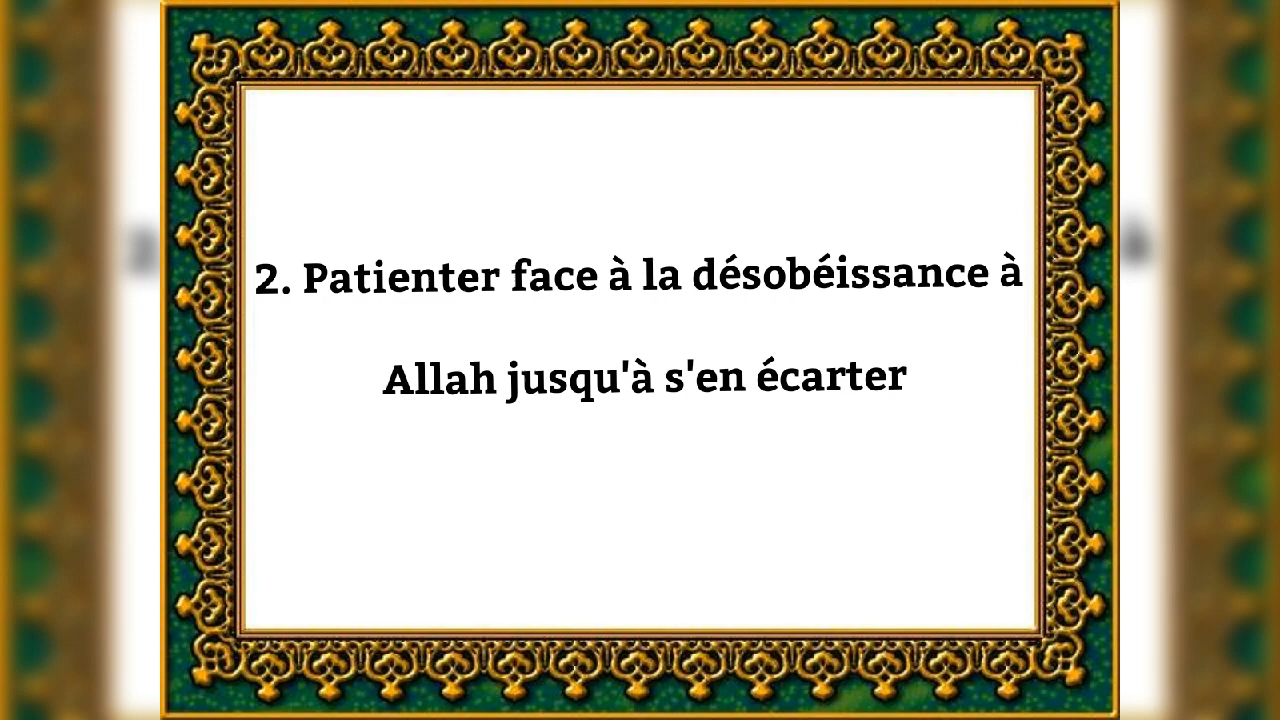 2. Patienter face à la désobéissance à
Allah jusqu'à s'en écarter